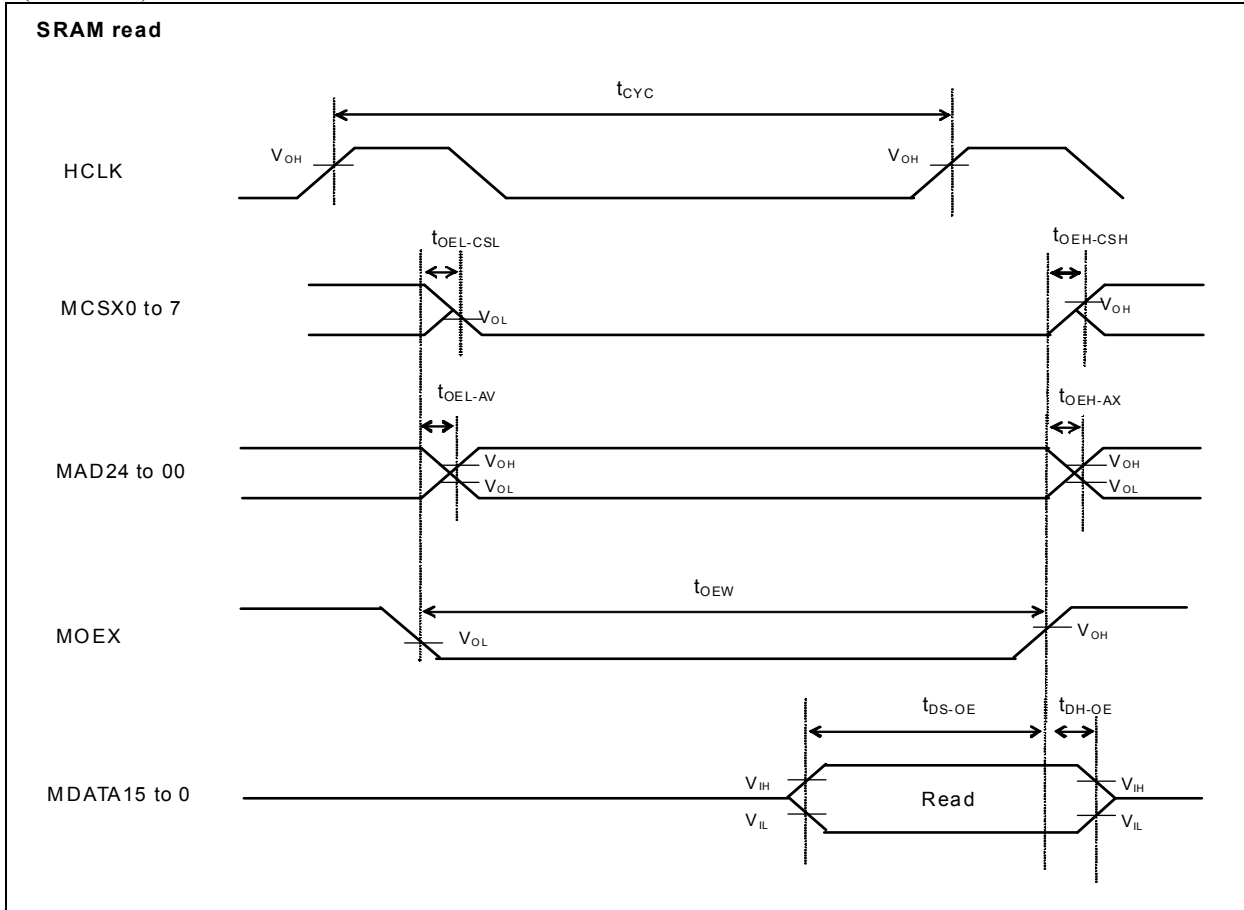 SRAM read
tCYC
HCLK
VOH
VOH
tOEL-CSL
tOEH-CSH
MCSX0 to 7
VOL
VOH
tOEL-AV
tOEH-AX
MAD24 to 00
VOH
VOL
VOH
VOL
tOEW
MOEX
VOL
VOH
tDS-OE
tDH-OE
MDATA15 to 0
VIH
VIL
Read
VIH
VIL